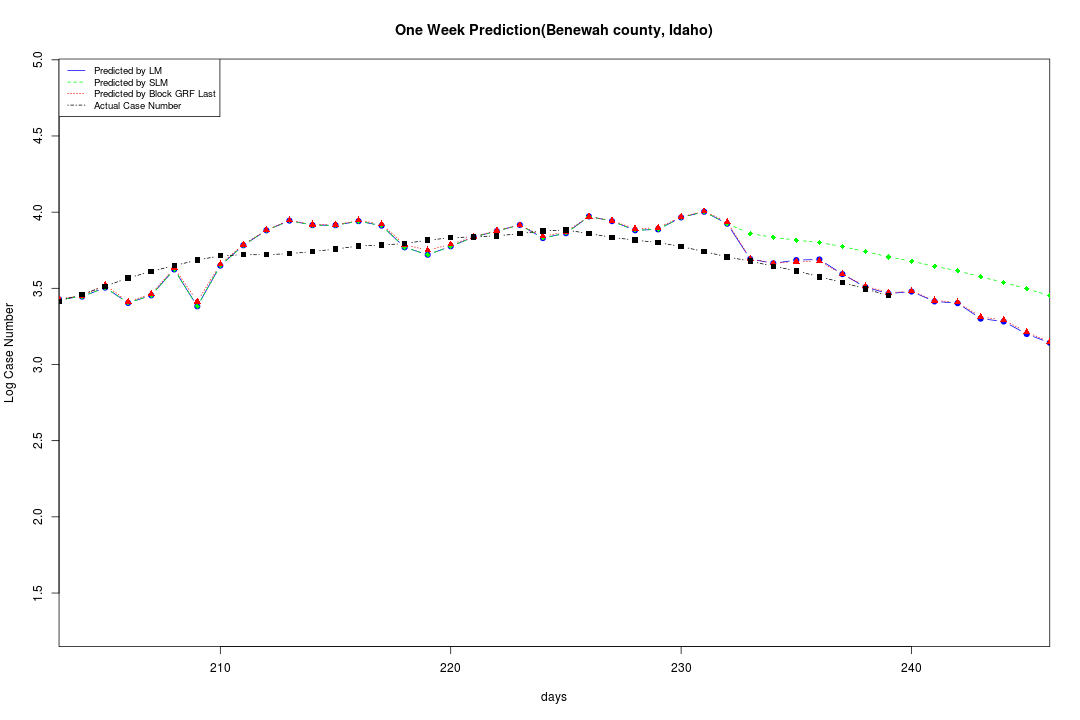 One Week Prediction(Benewah county, Idaho)
Predicted by LM
Predicted by SLM
Predicted by Block GRF Last
Actual Case Number
5.0
4.5
4.0
3.5
3.0
2.5
2.0
1.5
Log Case Number
210
220
230
240
days